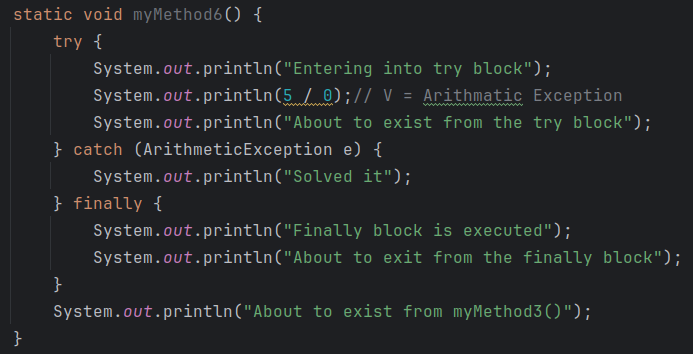 static void myMethod6() {
    try {
        System.out.println("Entering into try block");
        System.out.println(5 / 0);// V = Arithmatic Exception
        System.out.println("About to exist from the try block");
    } catch (ArithmeticException e) {
        System.out.println("Solved it");
    } finally {
        System.out.println("Finally block is executed");
        System.out.println("About to exit from the finally block");
    }
    System.out.println("About to exist from myMethod3()");
}